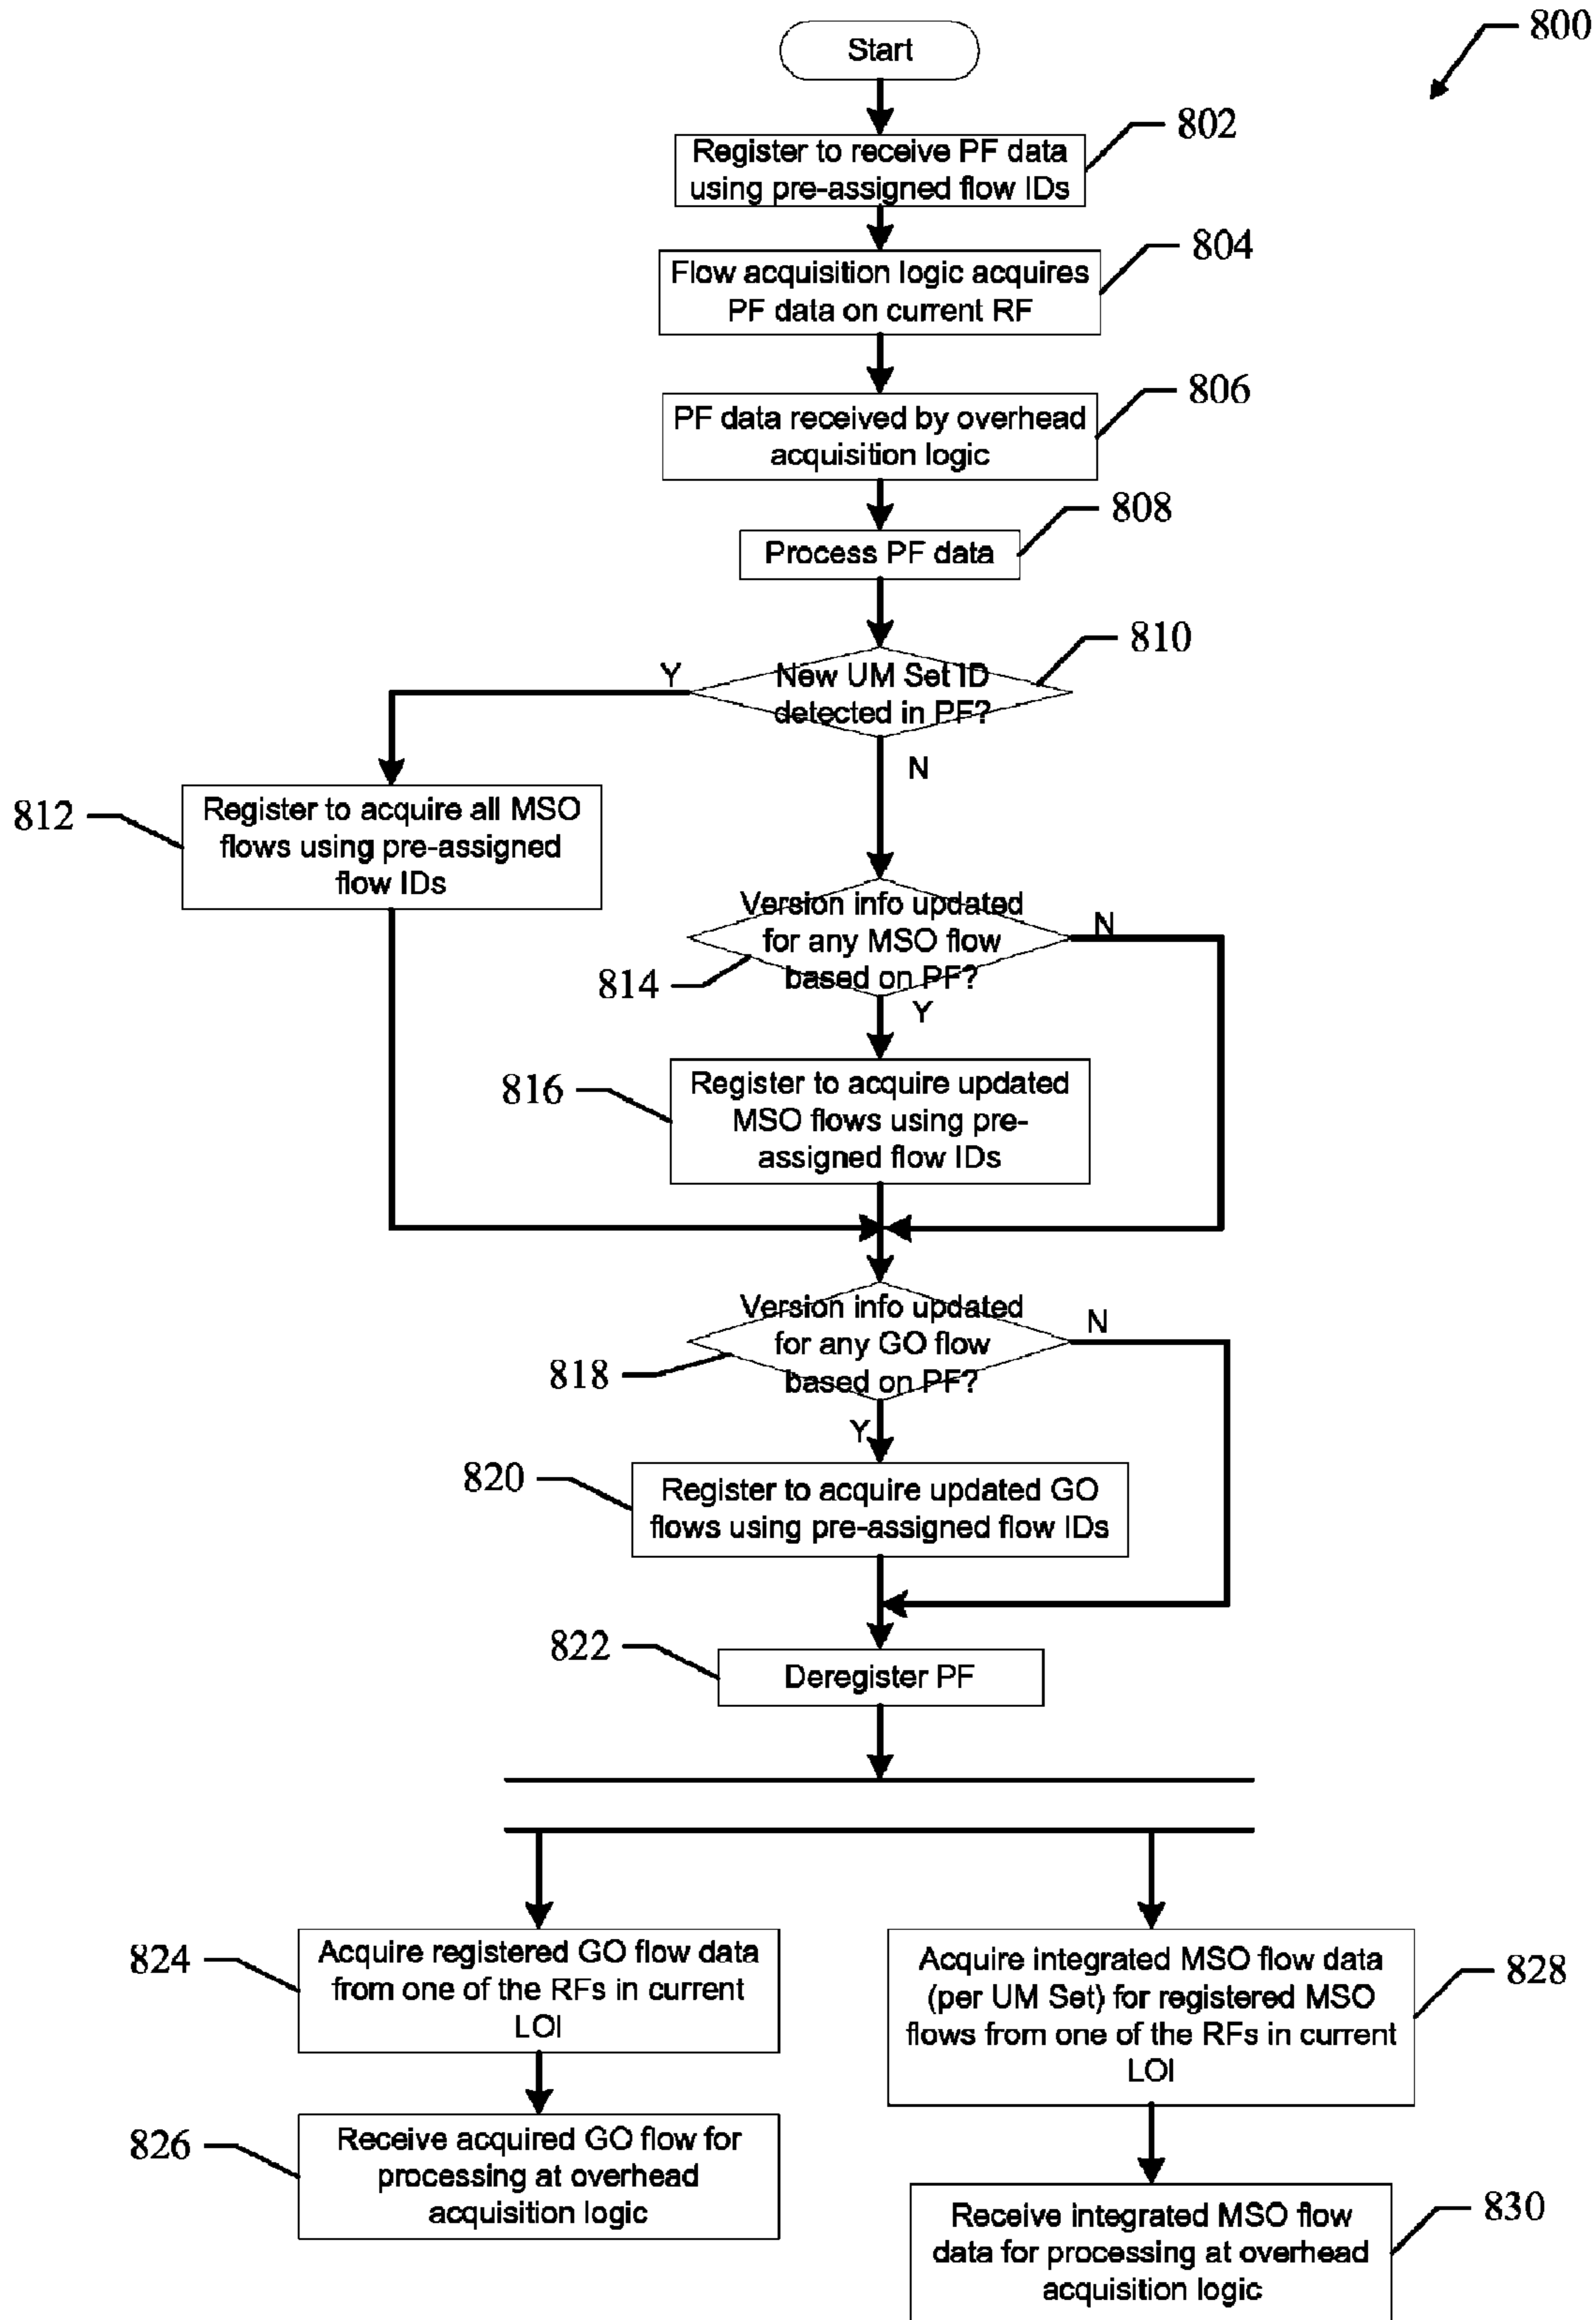 800
Start
802
Register to receive PF data
using pre-assigned flow IDs
804
Flow acquisition logic acquires
PF data on current RF
806
PF data received by overhead
acquisition logic
808
Process PF data
810
Y
New UM Set ID
detected in PF?
N
812
Register to acquire all MSO
flows using pre-assigned
flow IDs
Version info updated
for any MSO flow
based on PF?
N
814
Y
816
Register to acquire updated
MSO flows using pre-
assigned flow IDs
Version info updated
for any GO flow
based on PF?
N
818
Y
820
Register to acquire updated GO
flows using pre-assigned flow IDs
822
Deregister PF
824
Acquire registered GO flow data
from one of the RFs in current
LOI
828
Acquire integrated MSO flow data
(per UM Set) for registered MSO
flows from one of the RFs in current
LOI
826
Receive acquired GO flow for
processing at overhead
acquisition logic
830
Receive integrated MSO flow
data for processing at overhead
acquisition logic